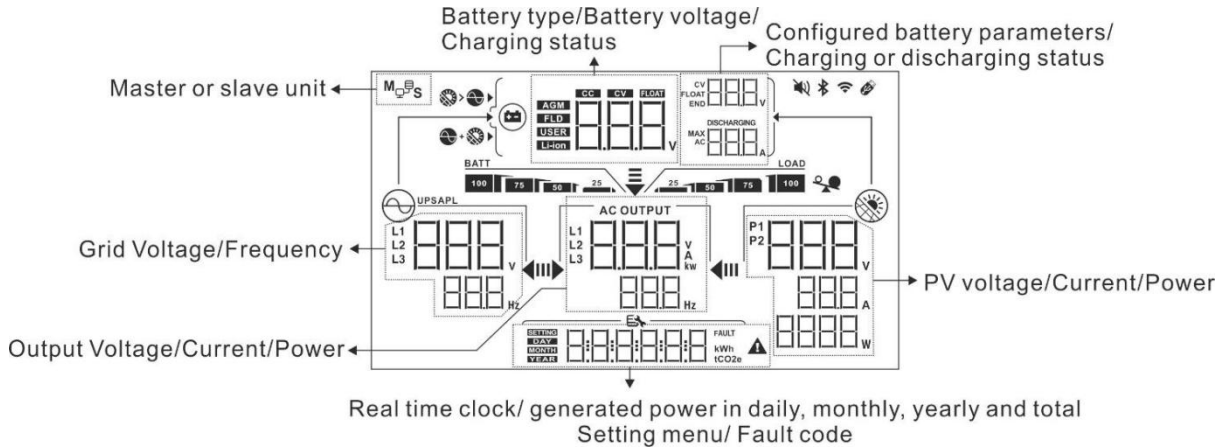 Battery type/Battery voltage/
Charging status
Configured battery parameters/
Charging or discharging status
Master or slave unit
M S
CC CV FLOAT
AGM
FLD
USER
Li-ion
V
CV
FLOAT
END
V
DISCHARGING
MAX
AC
A
BATT
LOAD
100 75 50 25
25 50 75 100
UPSAPL
AC OUTPUT
L1
L2
L3
V
Hz
L1
L2
L3
V
A
kw
Hz
P1
P2
V
A
W
Grid Voltage/Frequency
PV voltage/Current/Power
Output Voltage/Current/Power
SETTING
DAY
MONTH
YEAR
FAULT
kWh
tCO2e
Real time clock/ generated power in daily, monthly, yearly and total
Setting menu/ Fault code